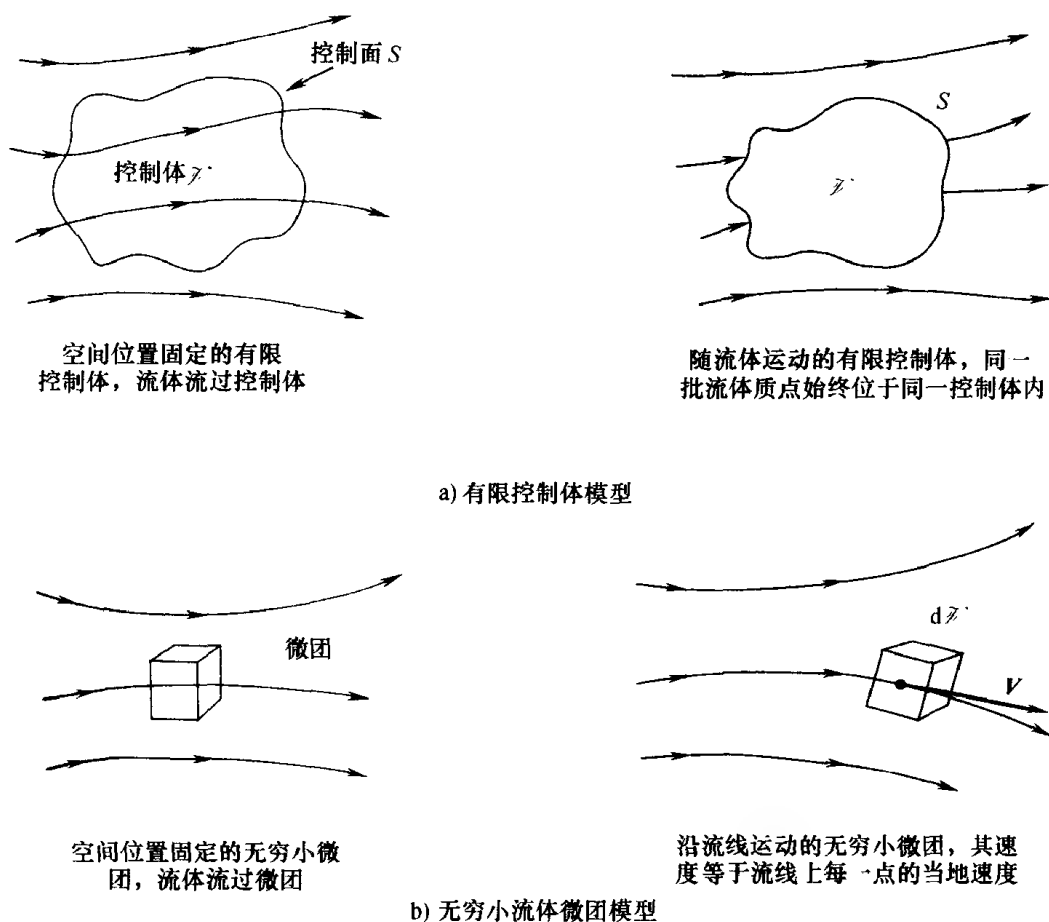 控制面 S
控制体 𝒱
S
𝒱
空间位置固定的有限
控制体，流体流过控制体
随流体运动的有限控制体，同一
批流体质点始终位于同一控制体内
a) 有限控制体模型
微团
d𝒱
V
空间位置固定的无穷小微
团，流体流过微团
沿流线运动的无穷小微团，其速
度等于流线上每一点的当地速度
b) 无穷小流体微团模型